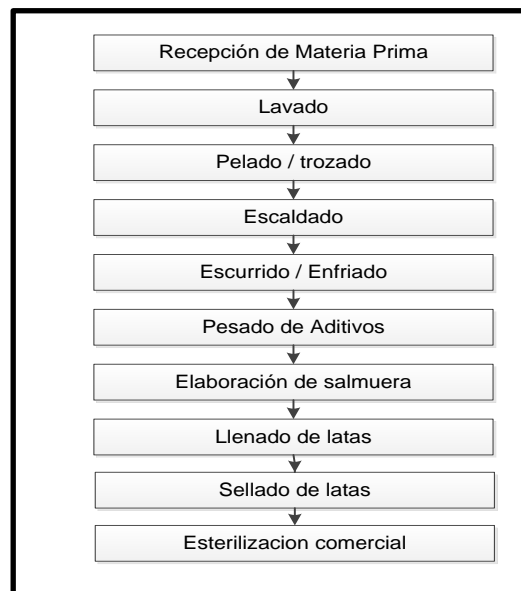 Recepción de Materia Prima
Lavado
Pelado / trozado
Escaldado
Escurrido / Enfriado
Pesado de Aditivos
Elaboración de salmuera
Llenado de latas
Sellado de latas
Esterilizacion comercial